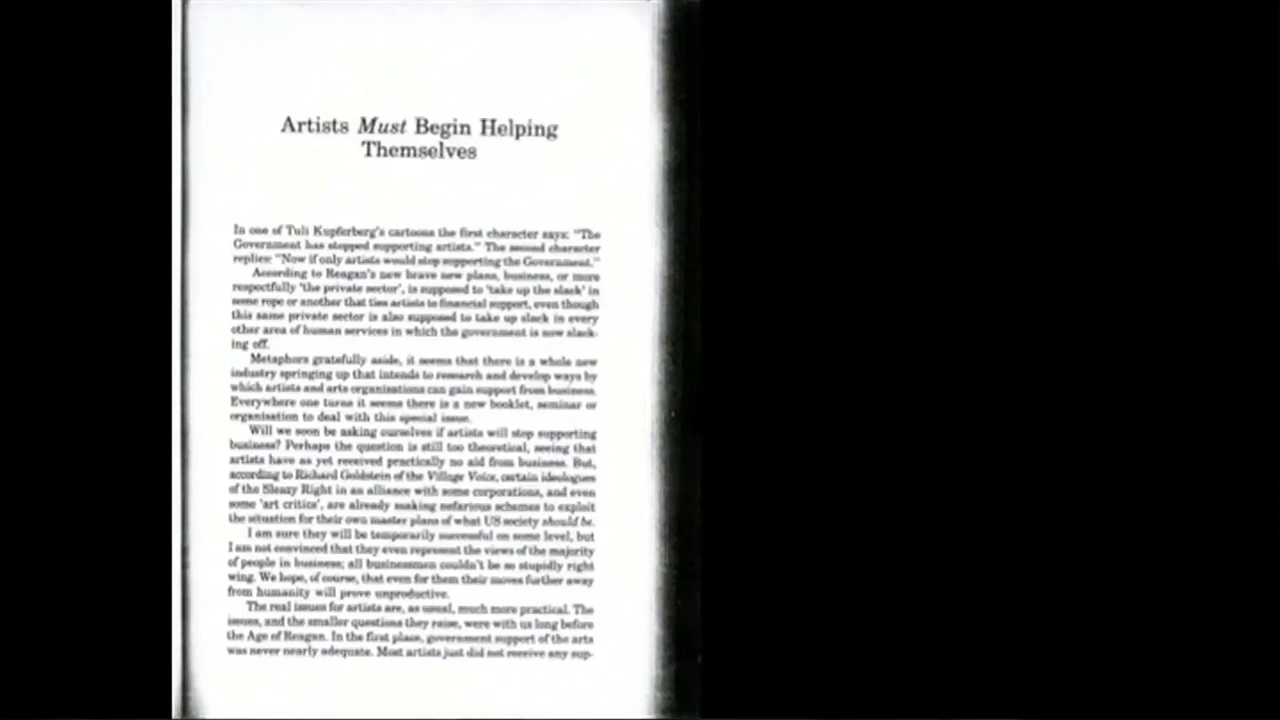 Artists Must Begin Helping
Themselves
In one of Tuli Kupferberg's cartoons the first character says: "The
Government has stopped supporting artists." The second character
replies: "Now if only artists would stop supporting the Government."
According to Reagan's new brave new plans, business, or more
respectfully 'the private sector', is supposed to 'take up the slack' in
some rope or another that ties artists to financial support, even though
this same private sector is also supposed to take up slack in every
other area of human services in which the government is now slack-
ing off.
Metaphors gratefully aside, it seems that there is a whole new
industry springing up that intends to research and develop ways by
which artists and arts organisations can gain support from business.
Everywhere one turns it seems there is a new booklet, seminar or
organisation to deal with this special issue.
Will we soon be asking ourselves if artists will stop supporting
business? Perhaps the question is still too theoretical, seeing that
artists have as yet received practically no aid from business. But,
according to Richard Goldstein of the Village Voice, certain ideologues
of the Sleazy Right in an alliance with some corporations, and even
some 'art critics', are already making nefarious schemes to exploit
the situation for their own master plans of what US society should be.
I am sure they will be temporarily successful on some level, but
I am not convinced that they even represent the views of the majority
of people in business; all businessmen couldn't be so stupidly right
wing. We hope, of course, that even for them their moves further away
from humanity will prove unproductive.
The real issues for artists are, as usual, much more practical. The
issues, and the smaller questions they raise, were with us long before
the Age of Reagan. In the first place, government support of the arts
was never nearly adequate. Most artists just did not receive any sup-